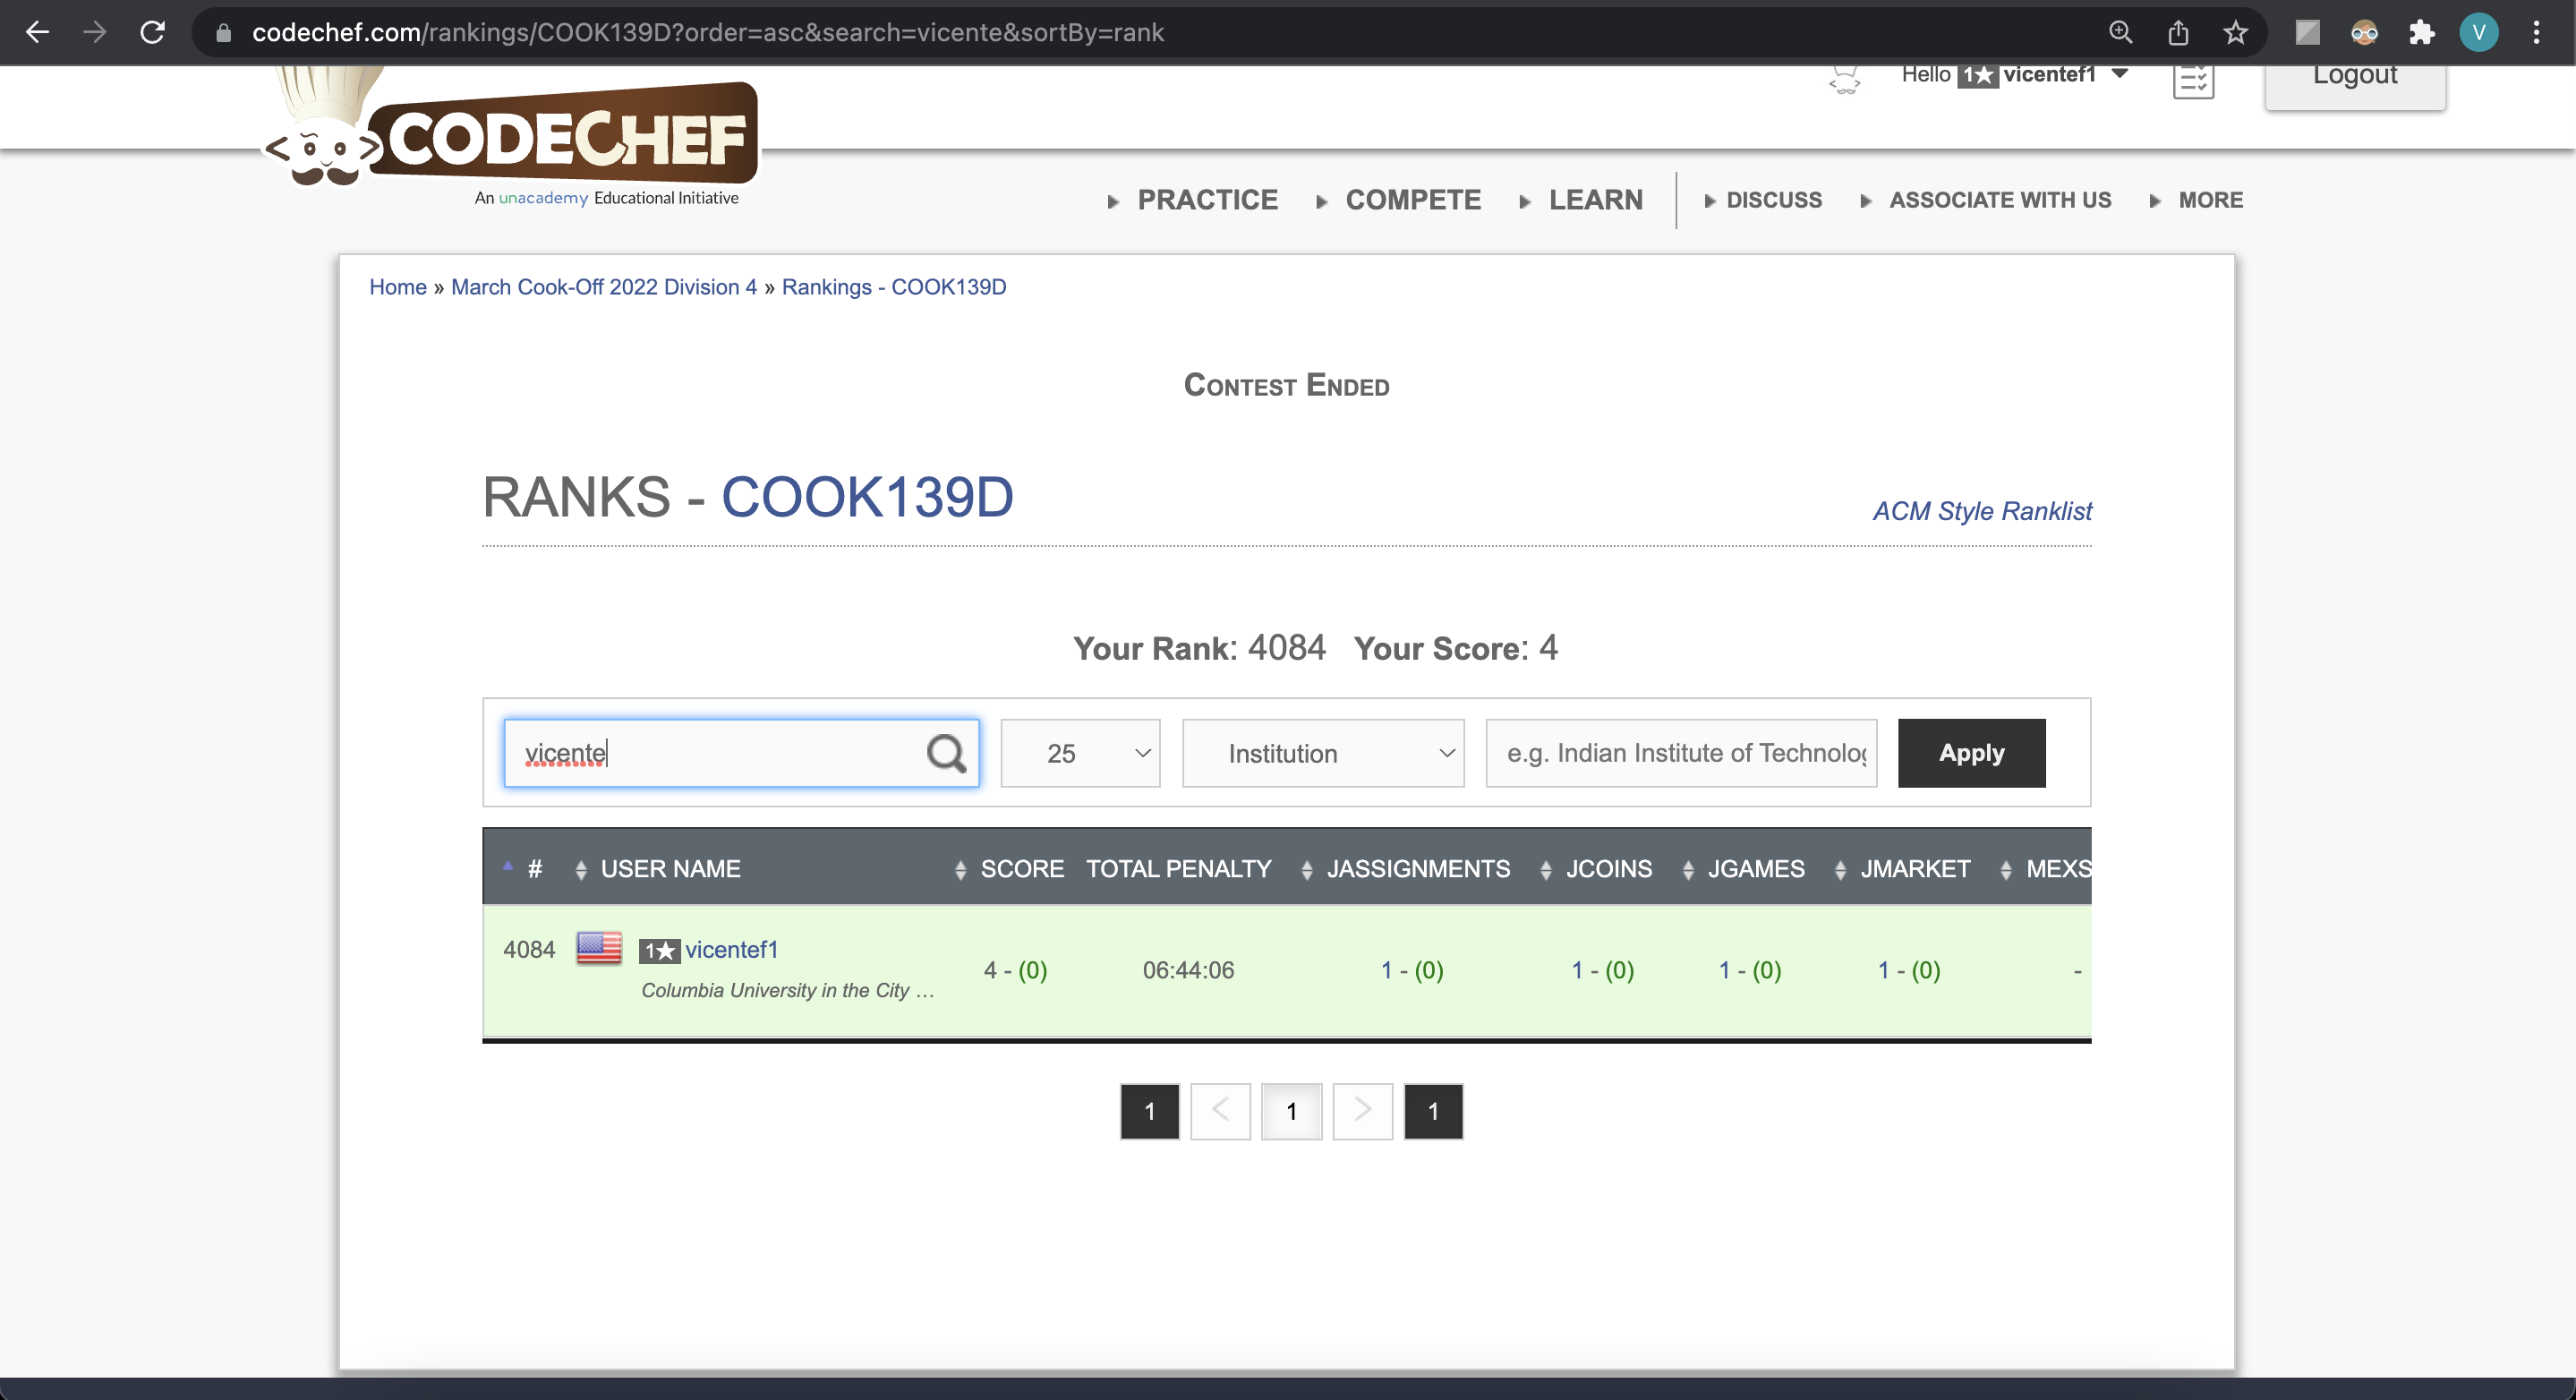 codechef.com/rankings/COOK139D?order=asc&search=vicente&sortBy=rank
V
Hello 1★ vicentef1
Logout
<CODECHEF
An unacademy Educational Initiative
PRACTICE COMPETE LEARN DISCUSS ASSOCIATE WITH US MORE
Home » March Cook-Off 2022 Division 4 » Rankings - COOK139D
CONTEST ENDED
RANKS - COOK139D
ACM Style Ranklist
Your Rank: 4084 Your Score: 4
vicente 25 Institution e.g. Indian Institute of Technolog Apply
# USER NAME SCORE TOTAL PENALTY JASSIGNMENTS JCOINS JGAMES JMARKET MEXS
4084 1★ vicentef1 4 - (0) 06:44:06 1 - (0) 1 - (0) 1 - (0) 1 - (0) -
Columbia University in the City ...
1 < 1 > 1